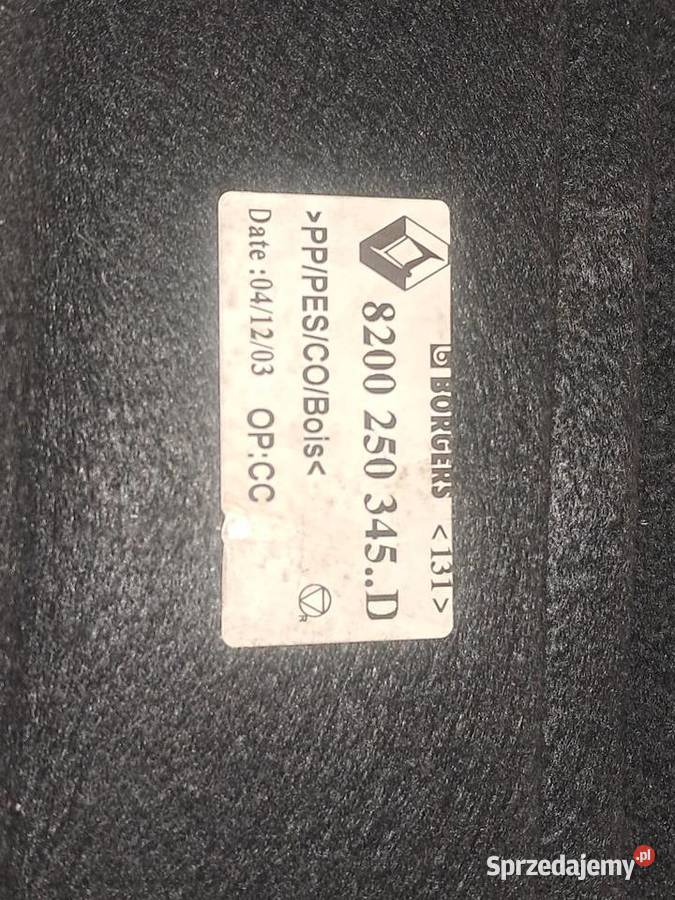 BORGERS <131>
8200 250 345..D
>PP/PES/CO/Bois<
R
Date :04/12/03 OP:CC
Sprzedajemy.pl